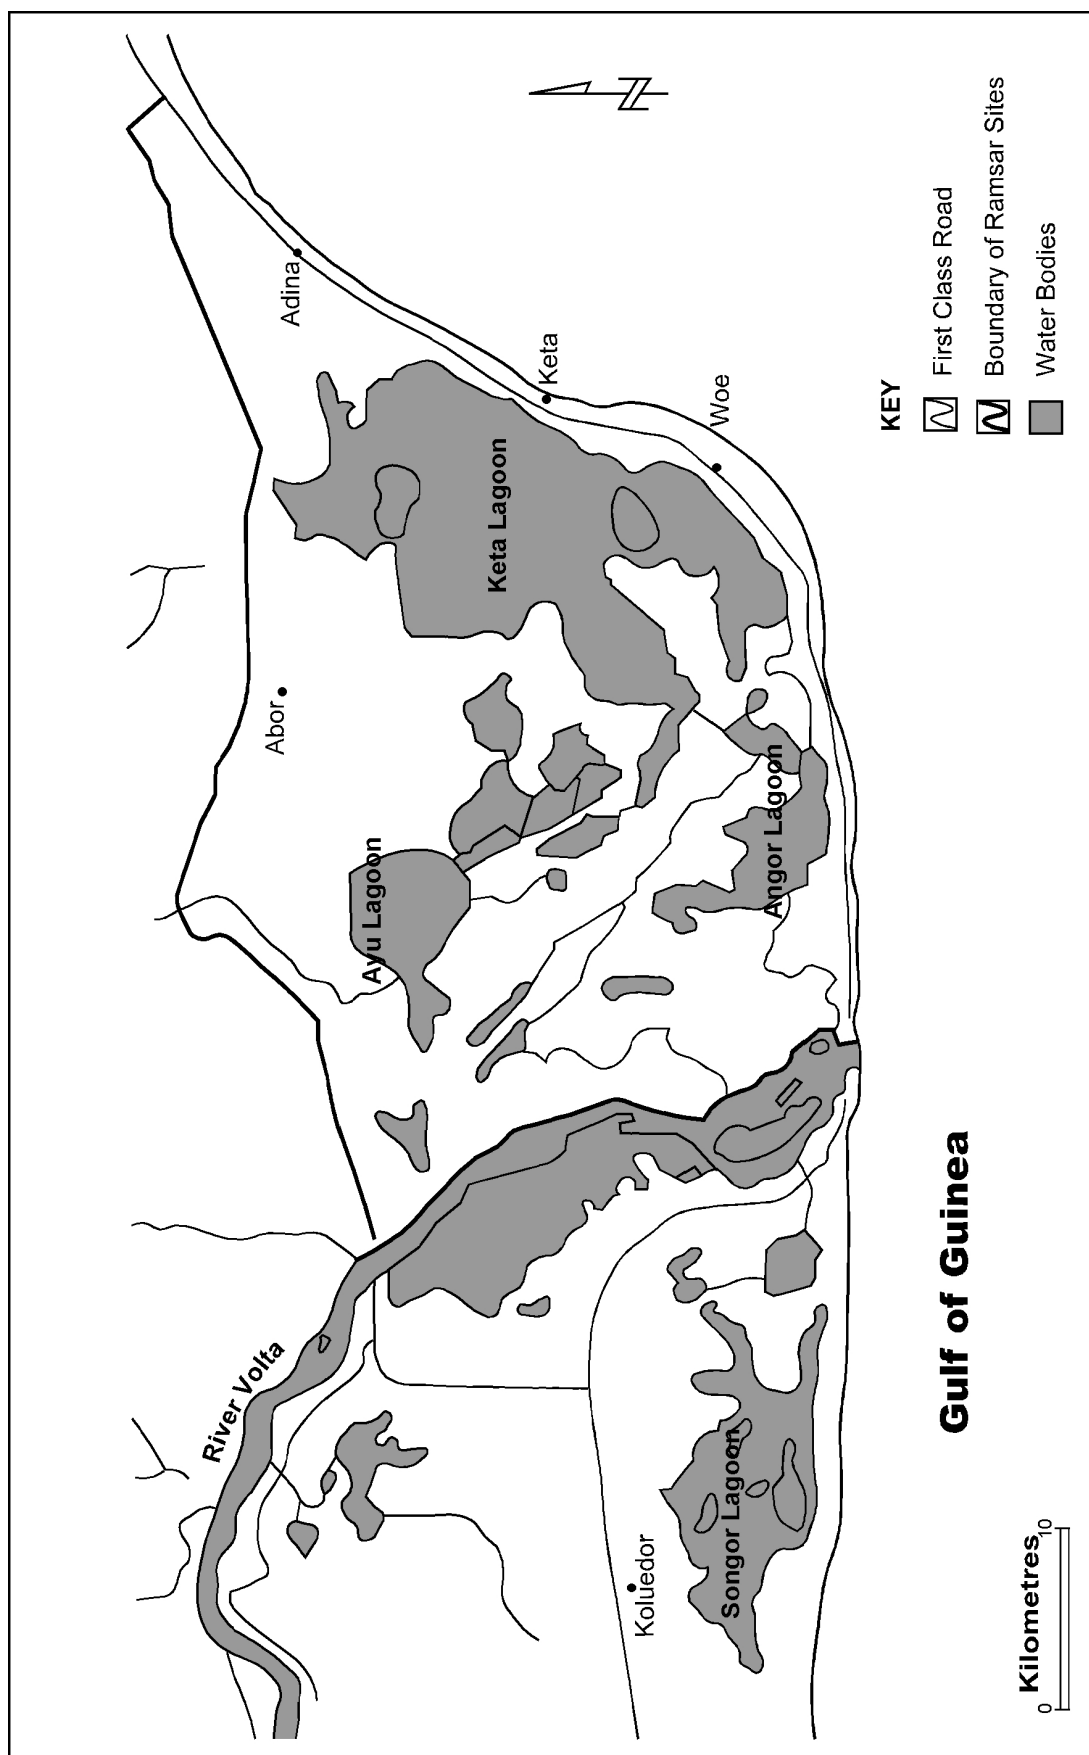 Adina
Keta
Woe
Abor
Keta Lagoon
Avu Lagoon
Angor Lagoon
River Volta
Songor Lagoon
Koluedor
Gulf of Guinea
N
KEY
First Class Road
Boundary of Ramsar Sites
Water Bodies
Kilometres
0 10